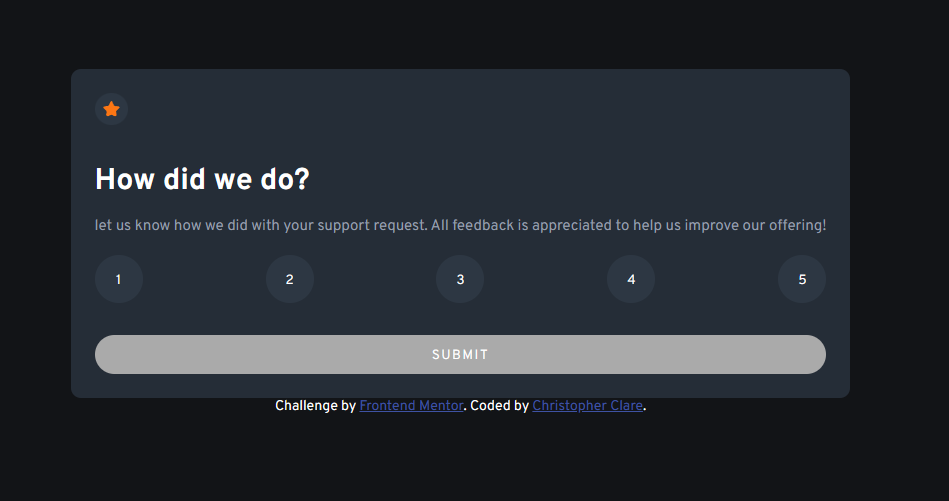 How did we do?
let us know how we did with your support request. All feedback is appreciated to help us improve our offering!
1 2 3 4 5
SUBMIT
Challenge by Frontend Mentor. Coded by Christopher Clare.